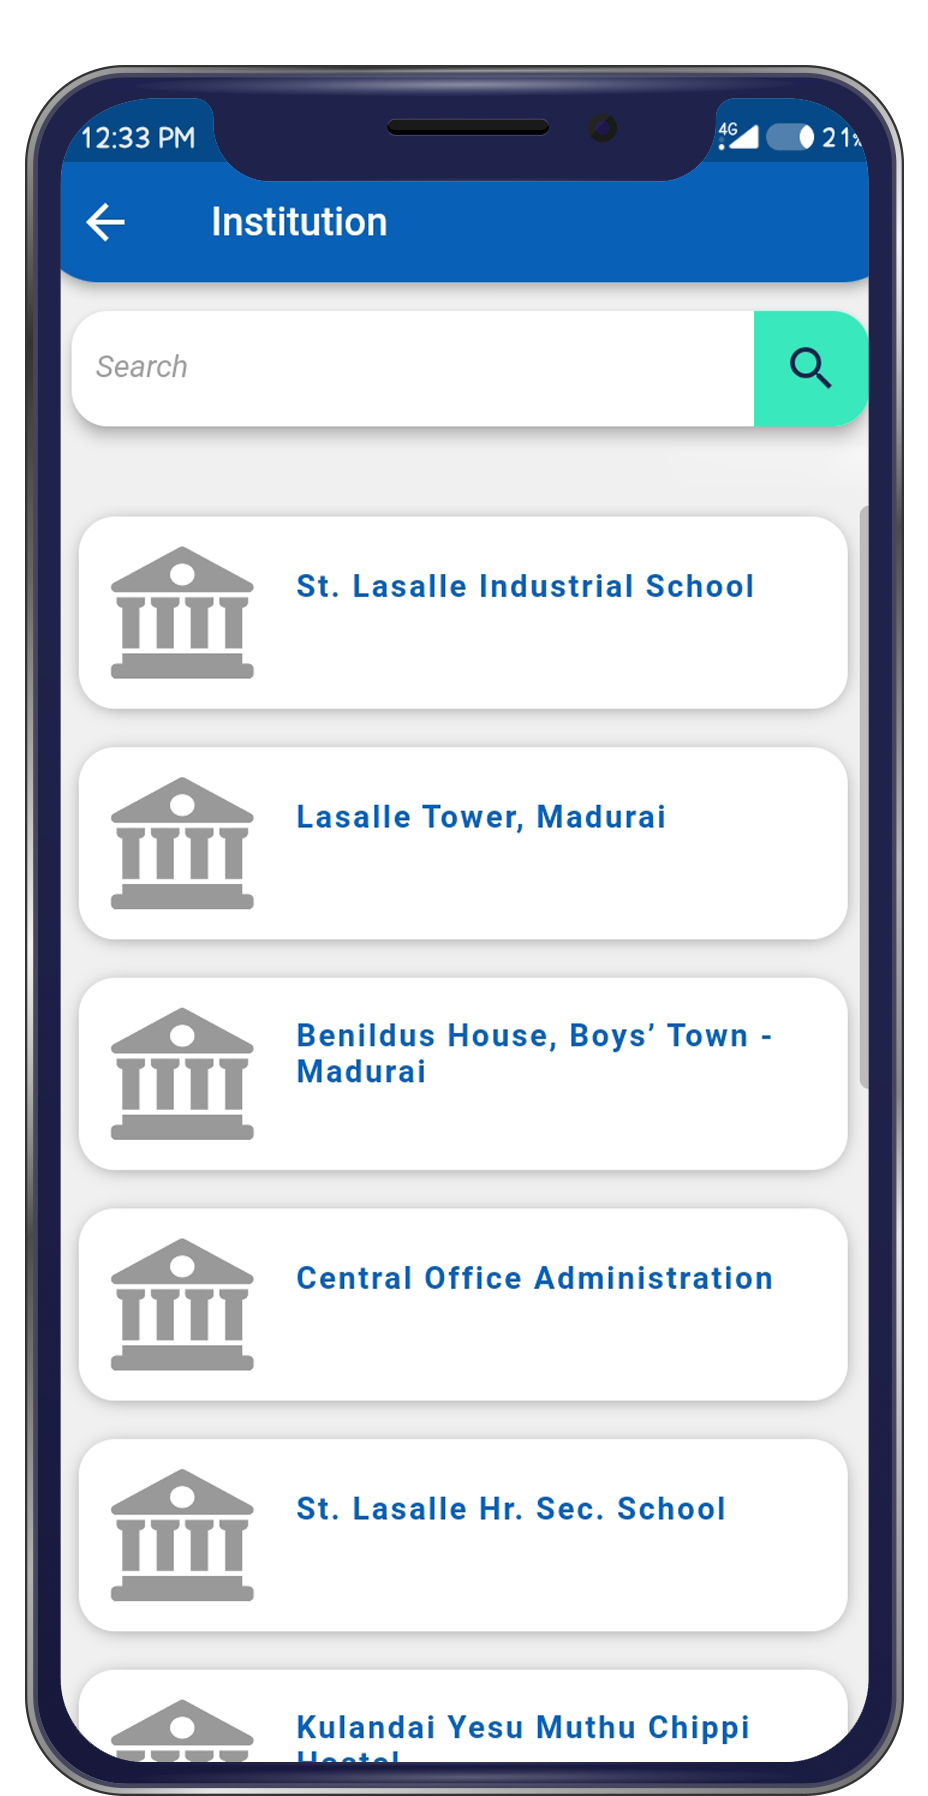 12:33 PM
4G 21%
Institution
Search
St. Lasalle Industrial School
Lasalle Tower, Madurai
Benildus House, Boys’ Town -
Madurai
Central Office Administration
St. Lasalle Hr. Sec. School
Kulandai Yesu Muthu Chippi
Hostel